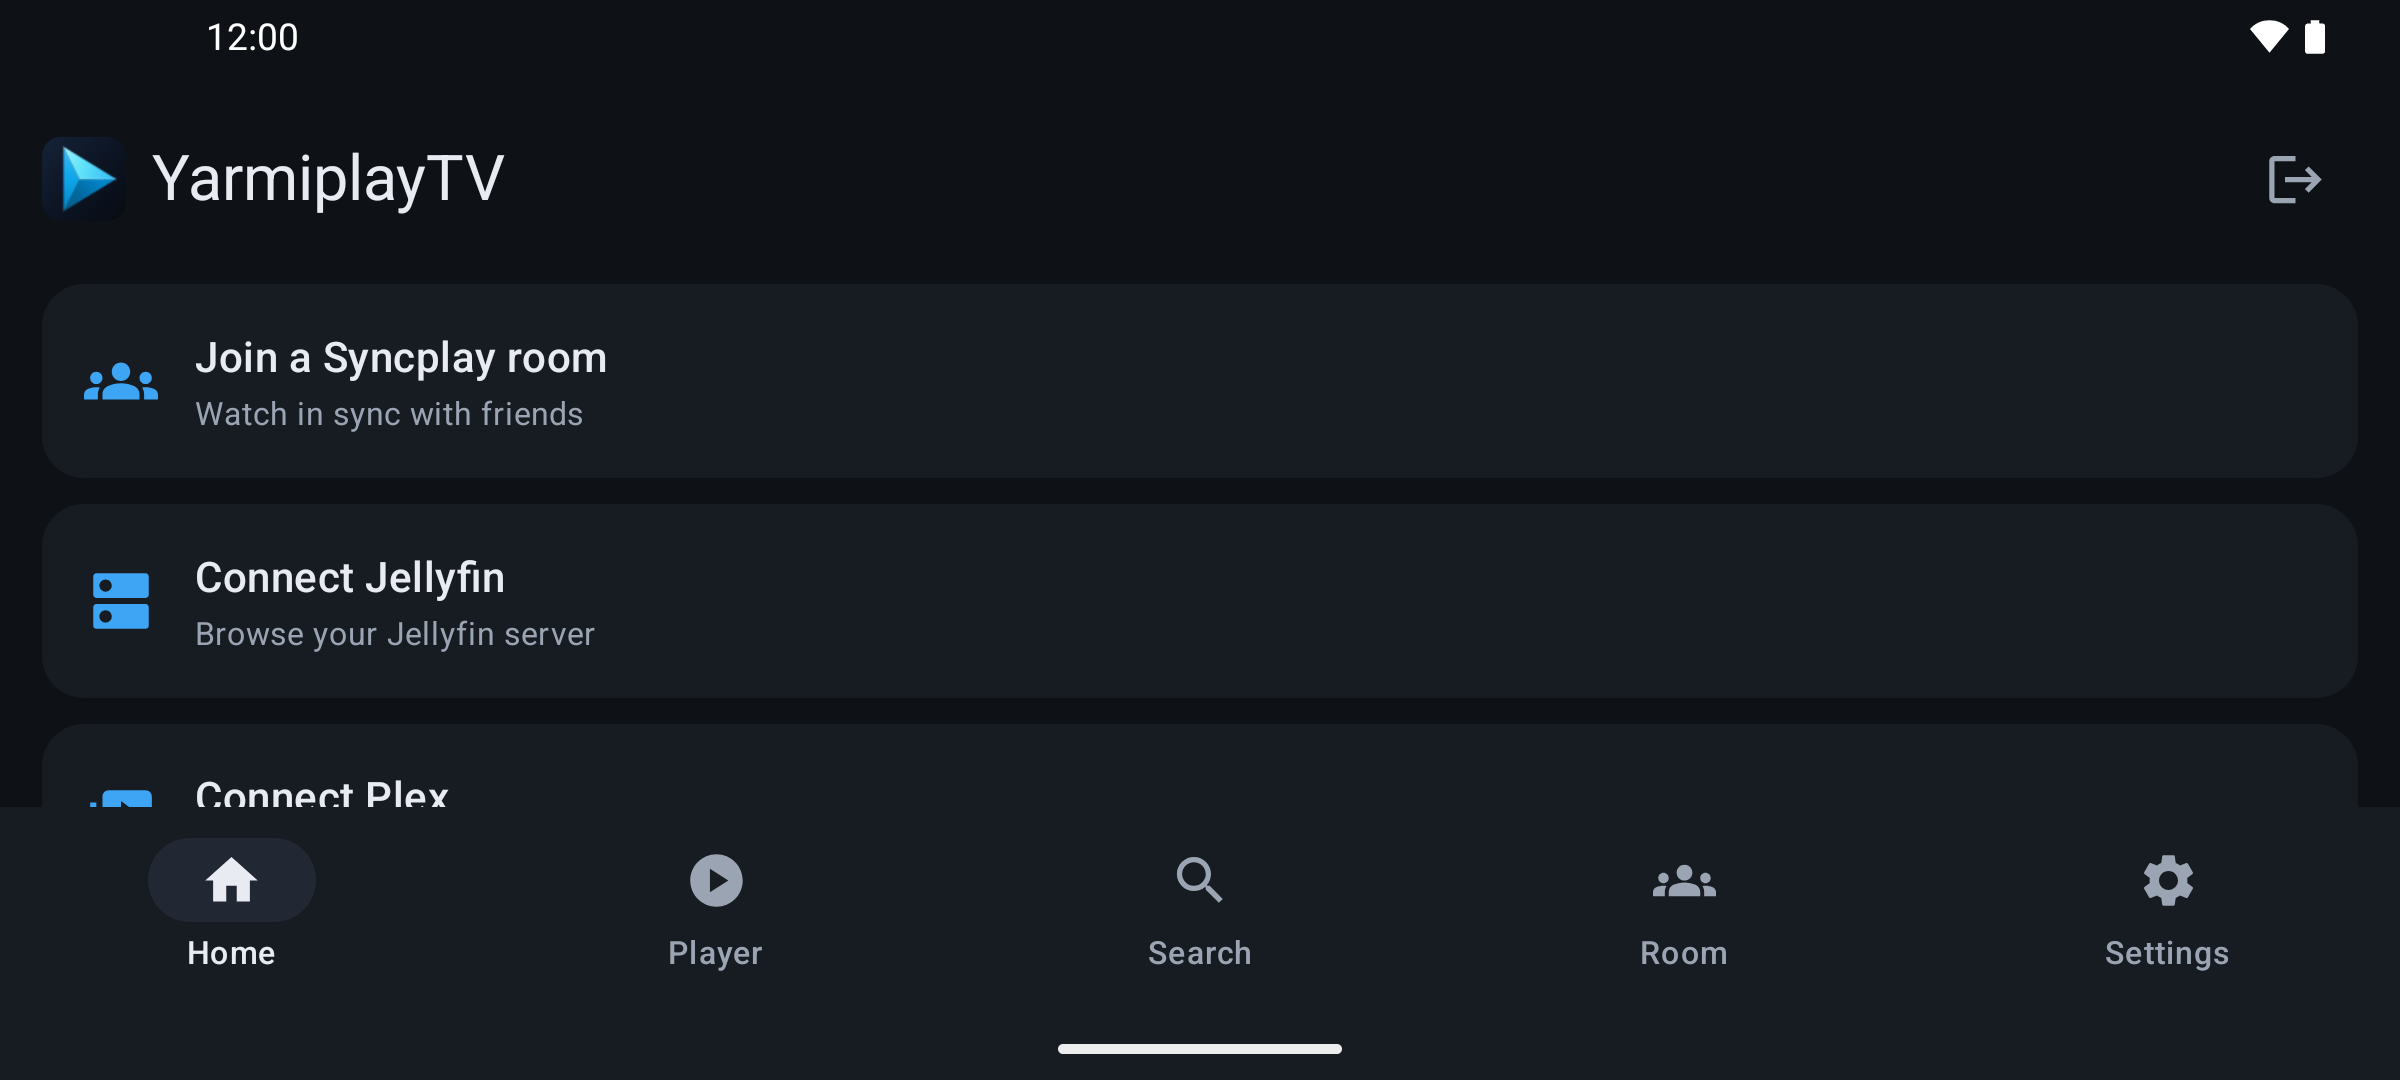 12:00
YarmiplayTV
Join a Syncplay room
Watch in sync with friends
Connect Jellyfin
Browse your Jellyfin server
Connect Plex
Home
Player
Search
Room
Settings